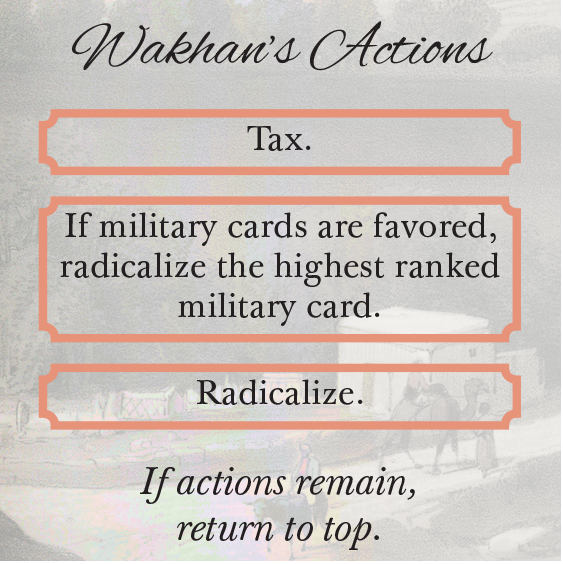 Wakhan's Actions
Tax.
If military cards are favored,
radicalize the highest ranked
military card.
Radicalize.
If actions remain,
return to top.